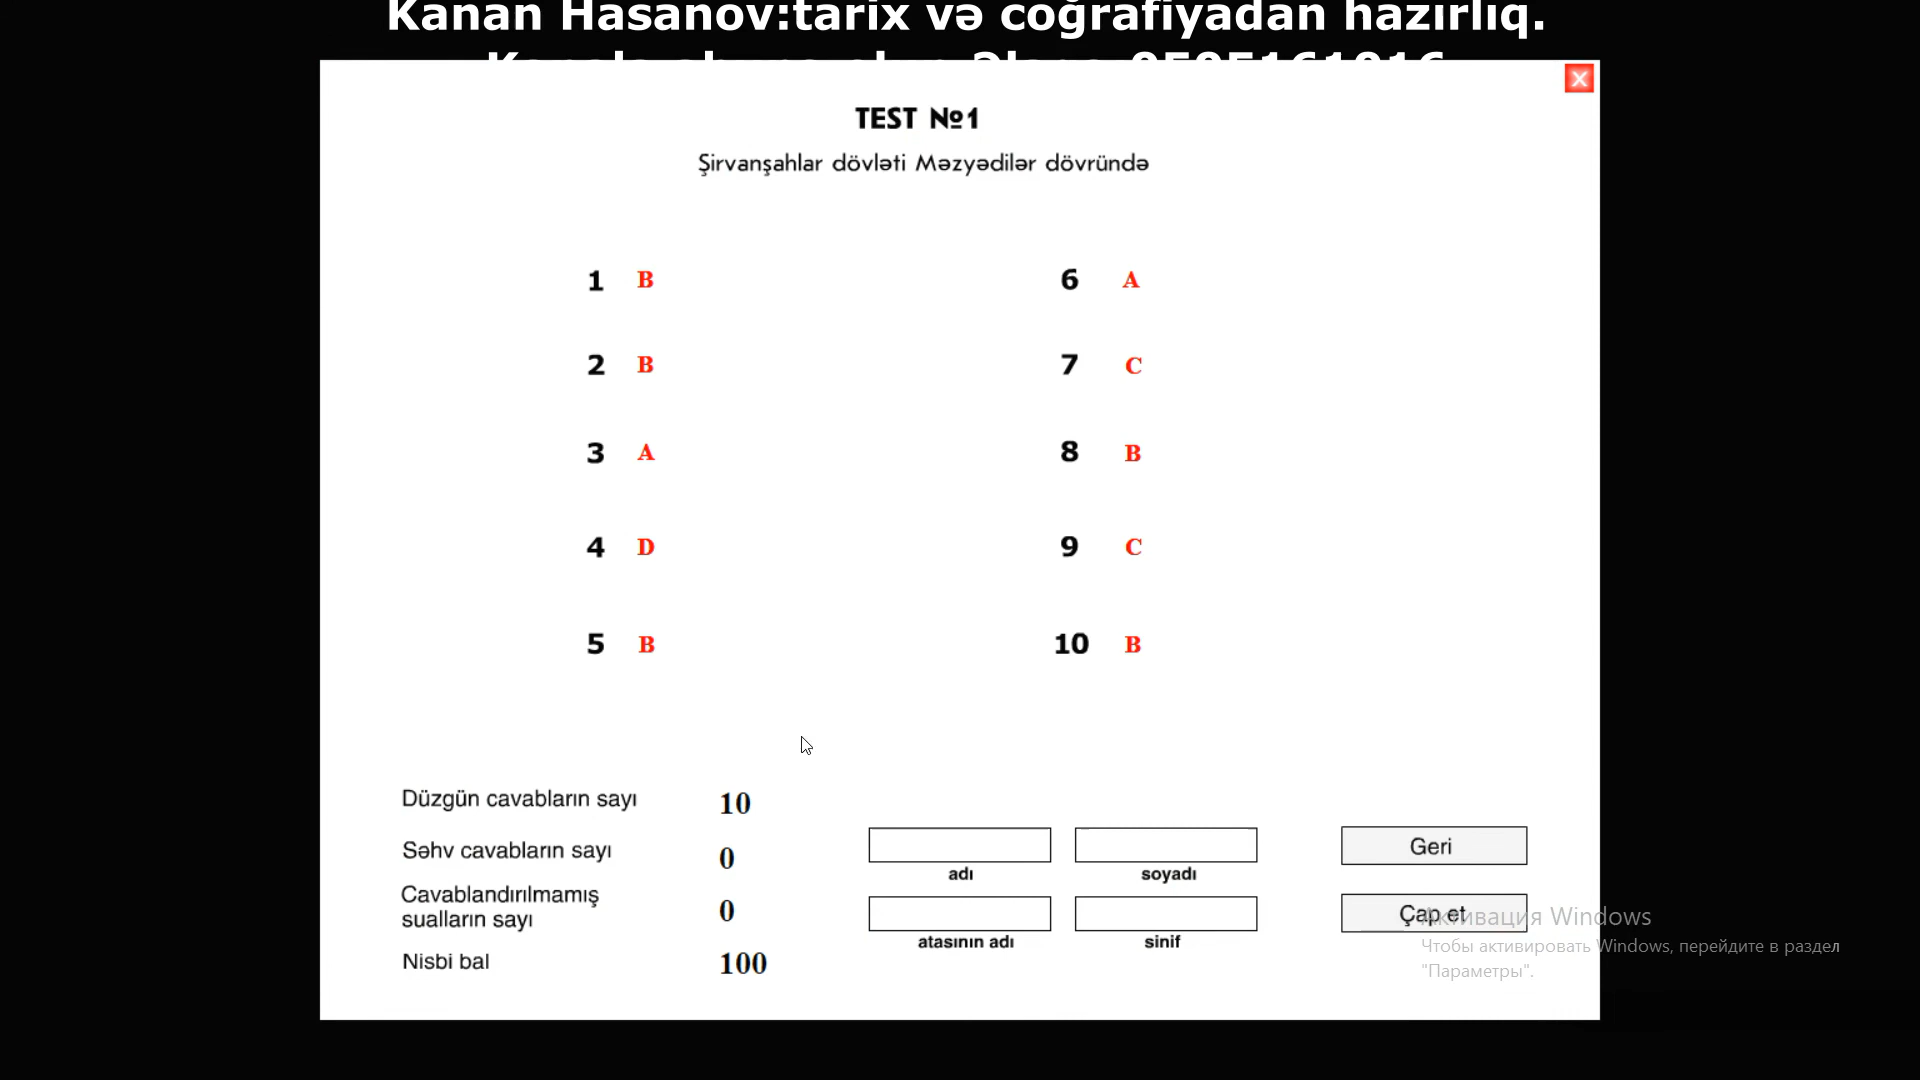 Kanan Hasanov:tarix və coğrafiyadan hazırlıq.
TEST №1
Şirvanşahlar dövləti Məzyədilər dövründə
1 B
2 B
3 A
4 D
5 B
6 A
7 C
8 B
9 C
10 B
Düzgün cavabların sayı 10
Səhv cavabların sayı 0
Cavablandırılmamış
sualların sayı 0
Nisbi bal 100
adı
soyadı
atasının adı
sinif
Geri
Çap et
Активация Windows
Чтобы активировать Windows, перейдите в раздел
"Параметры".